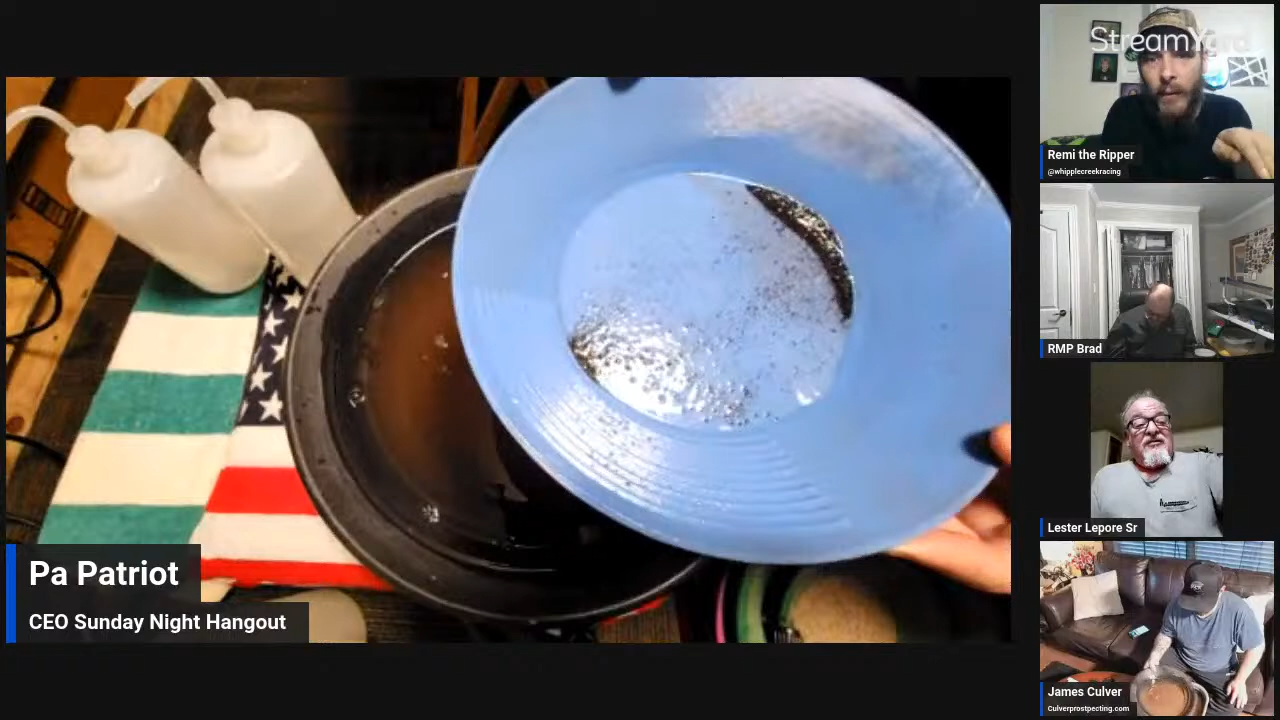 StreamYard
Remi the Ripper
@whipplecreekracing
RMP Brad
Lester Lepore Sr
Pa Patriot
CEO Sunday Night Hangout
James Culver
Culverprostpecting.com